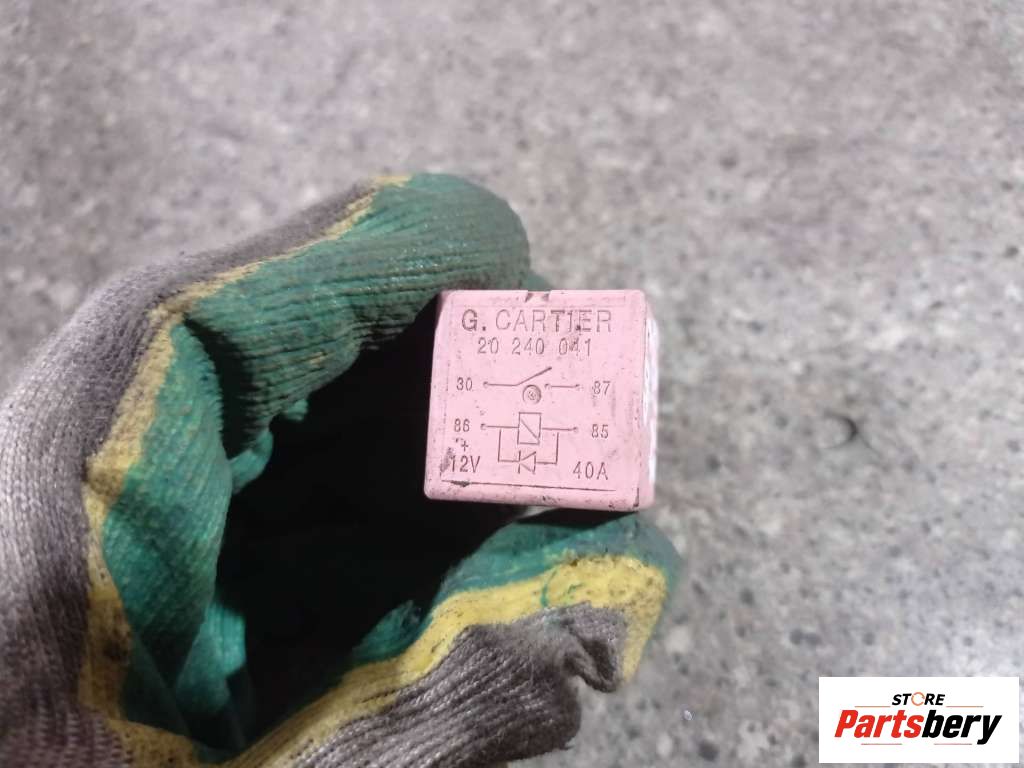 G. CARTIER
20 240 041
30 87
86 85
+
12V 40A
STORE
Partsbery